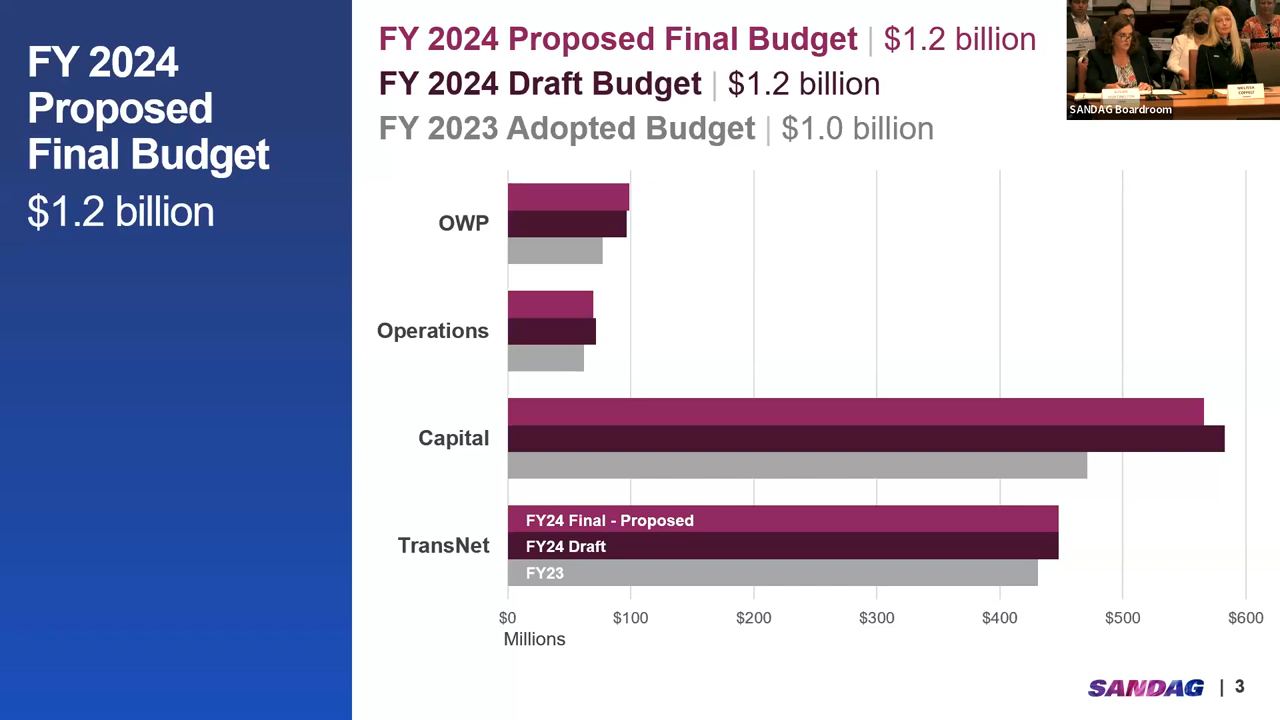 FY 2024
Proposed
Final Budget
$1.2 billion
FY 2024 Proposed Final Budget | $1.2 billion
FY 2024 Draft Budget | $1.2 billion
FY 2023 Adopted Budget | $1.0 billion
SANDAG Boardroom
OWP
Operations
Capital
TransNet
FY24 Final - Proposed
FY24 Draft
FY23
$0 $100 $200 $300 $400 $500 $600
Millions
SANDAG | 3